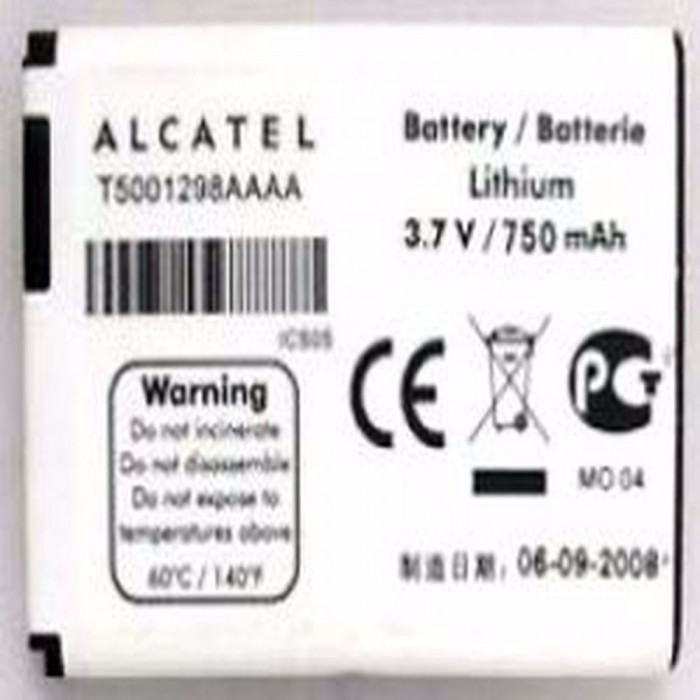 ALCATEL
T5001298AAAA
ICS05
Warning
Do not incinerate
Do not disassemble
Do not expose to
temperatures above
60°C / 140°F
Battery / Batterie
Lithium
3.7 V / 750 mAh
CE
PCT
MO 04
制造日期: 06-09-2008